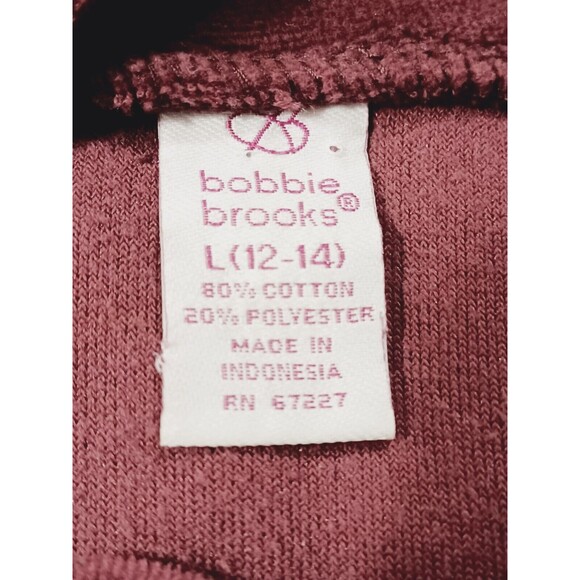 bobbie
brooks®
L(12-14)
80% COTTON
20% POLYESTER
MADE IN
INDONESIA
RN 67227